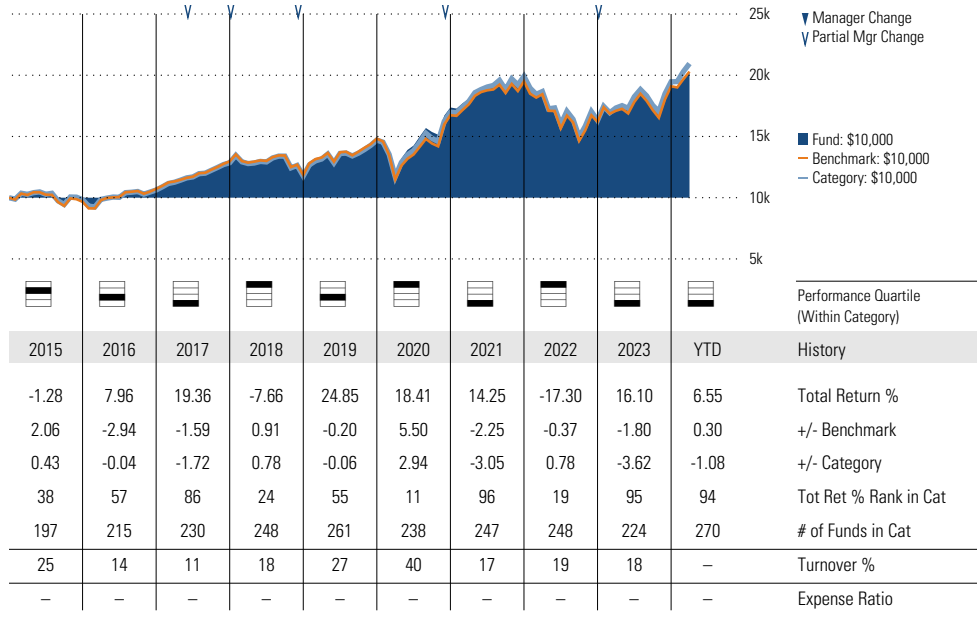 25k
Manager Change
Partial Mgr Change
20k
15k
Fund: $10,000
Benchmark: $10,000
Category: $10,000
10k
5k
Performance Quartile
(Within Category)
2015 2016 2017 2018 2019 2020 2021 2022 2023 YTD History
-1.28 7.96 19.36 -7.66 24.85 18.41 14.25 -17.30 16.10 6.55 Total Return %
2.06 -2.94 -1.59 0.91 -0.20 5.50 -2.25 -0.37 -1.80 0.30 +/- Benchmark
0.43 -0.04 -1.72 0.78 -0.06 2.94 -3.05 0.78 -3.62 -1.08 +/- Category
38 57 86 24 55 11 96 19 95 94 Tot Ret % Rank in Cat
197 215 230 248 261 238 247 248 224 270 # of Funds in Cat
25 14 11 18 27 40 17 19 18 – Turnover %
– – – – – – – – – – Expense Ratio